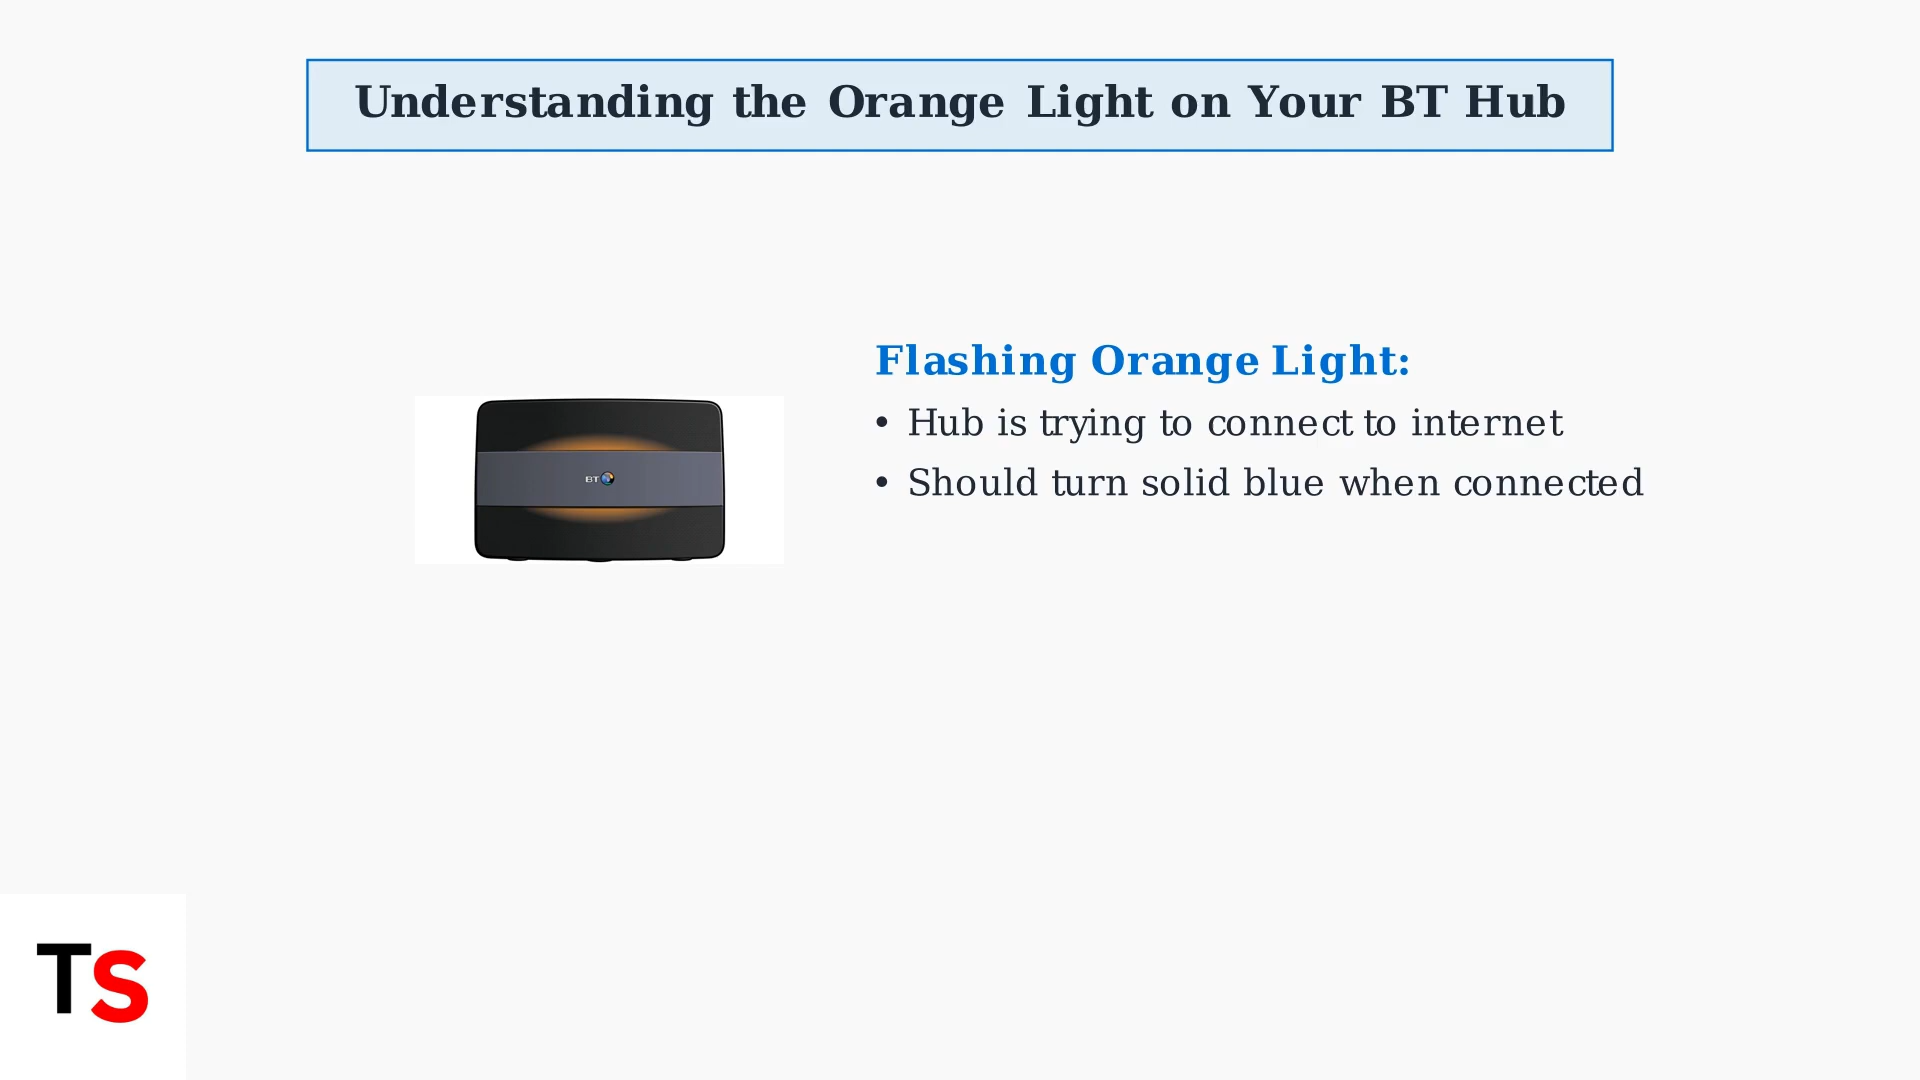 Understanding the Orange Light on Your BT Hub
Flashing Orange Light:
• Hub is trying to connect to internet
• Should turn solid blue when connected
BT
TS